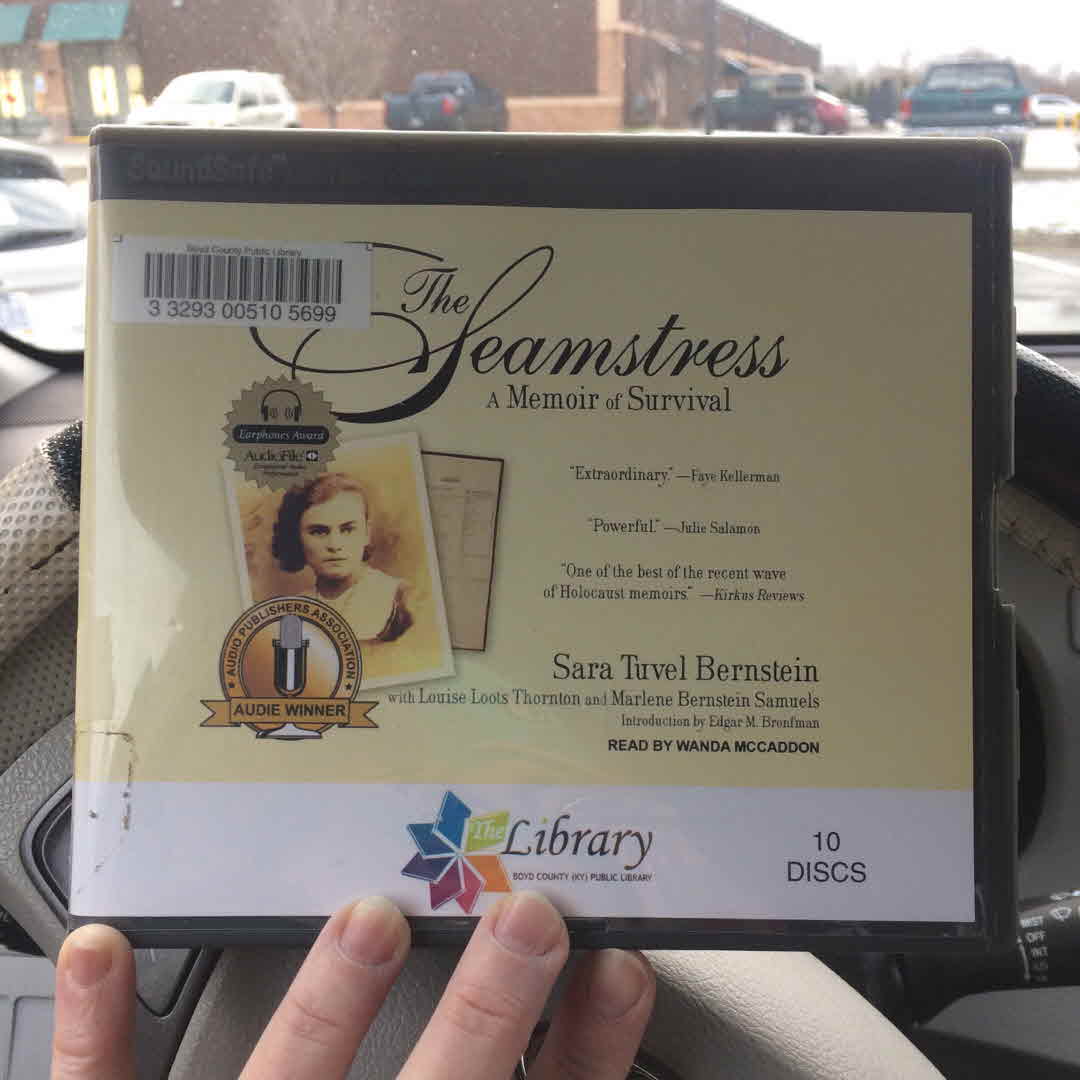 SoundSafe
Boyd County Public Library
3 3293 00510 5699
The
Seamstress
A Memoir of Survival
Earphones Award
AudioFile
"Extraordinary." —Faye Kellerman
"Powerful." —Julie Salamon
"One of the best of the recent wave
of Holocaust memoirs." —Kirkus Reviews
AUDIO PUBLISHERS ASSOCIATION
AUDIE WINNER
Sara Tuvel Bernstein
with Louise Loots Thornton and Marlene Bernstein Samuels
Introduction by Edgar M. Bronfman
READ BY WANDA MCCADDON
The Library
BOYD COUNTY (KY) PUBLIC LIBRARY
10
DISCS
MIST
OFF
INT